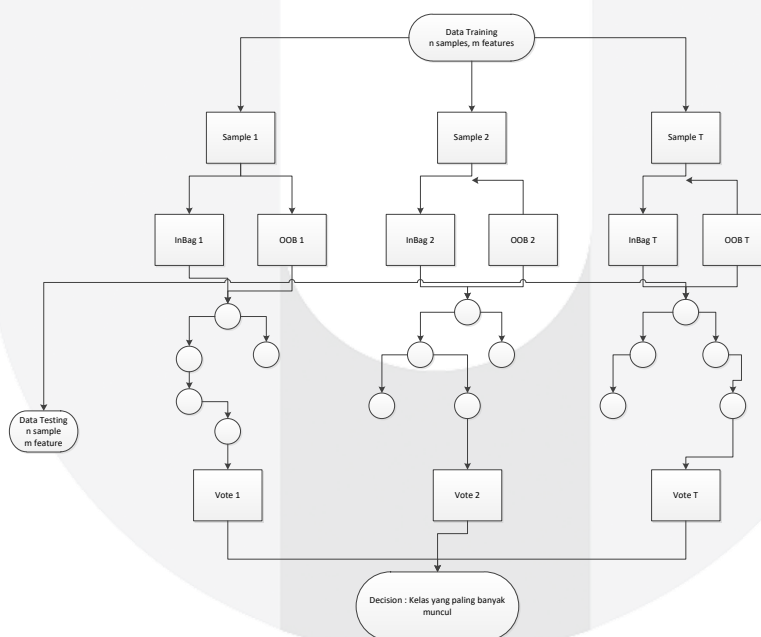 Data Training
n samples, m features
Sample 1
Sample 2
Sample T
InBag 1
OOB 1
InBag 2
OOB 2
InBag T
OOB T
Data Testing
n sample
m feature
Vote 1
Vote 2
Vote T
Decision : Kelas yang paling banyak
muncul